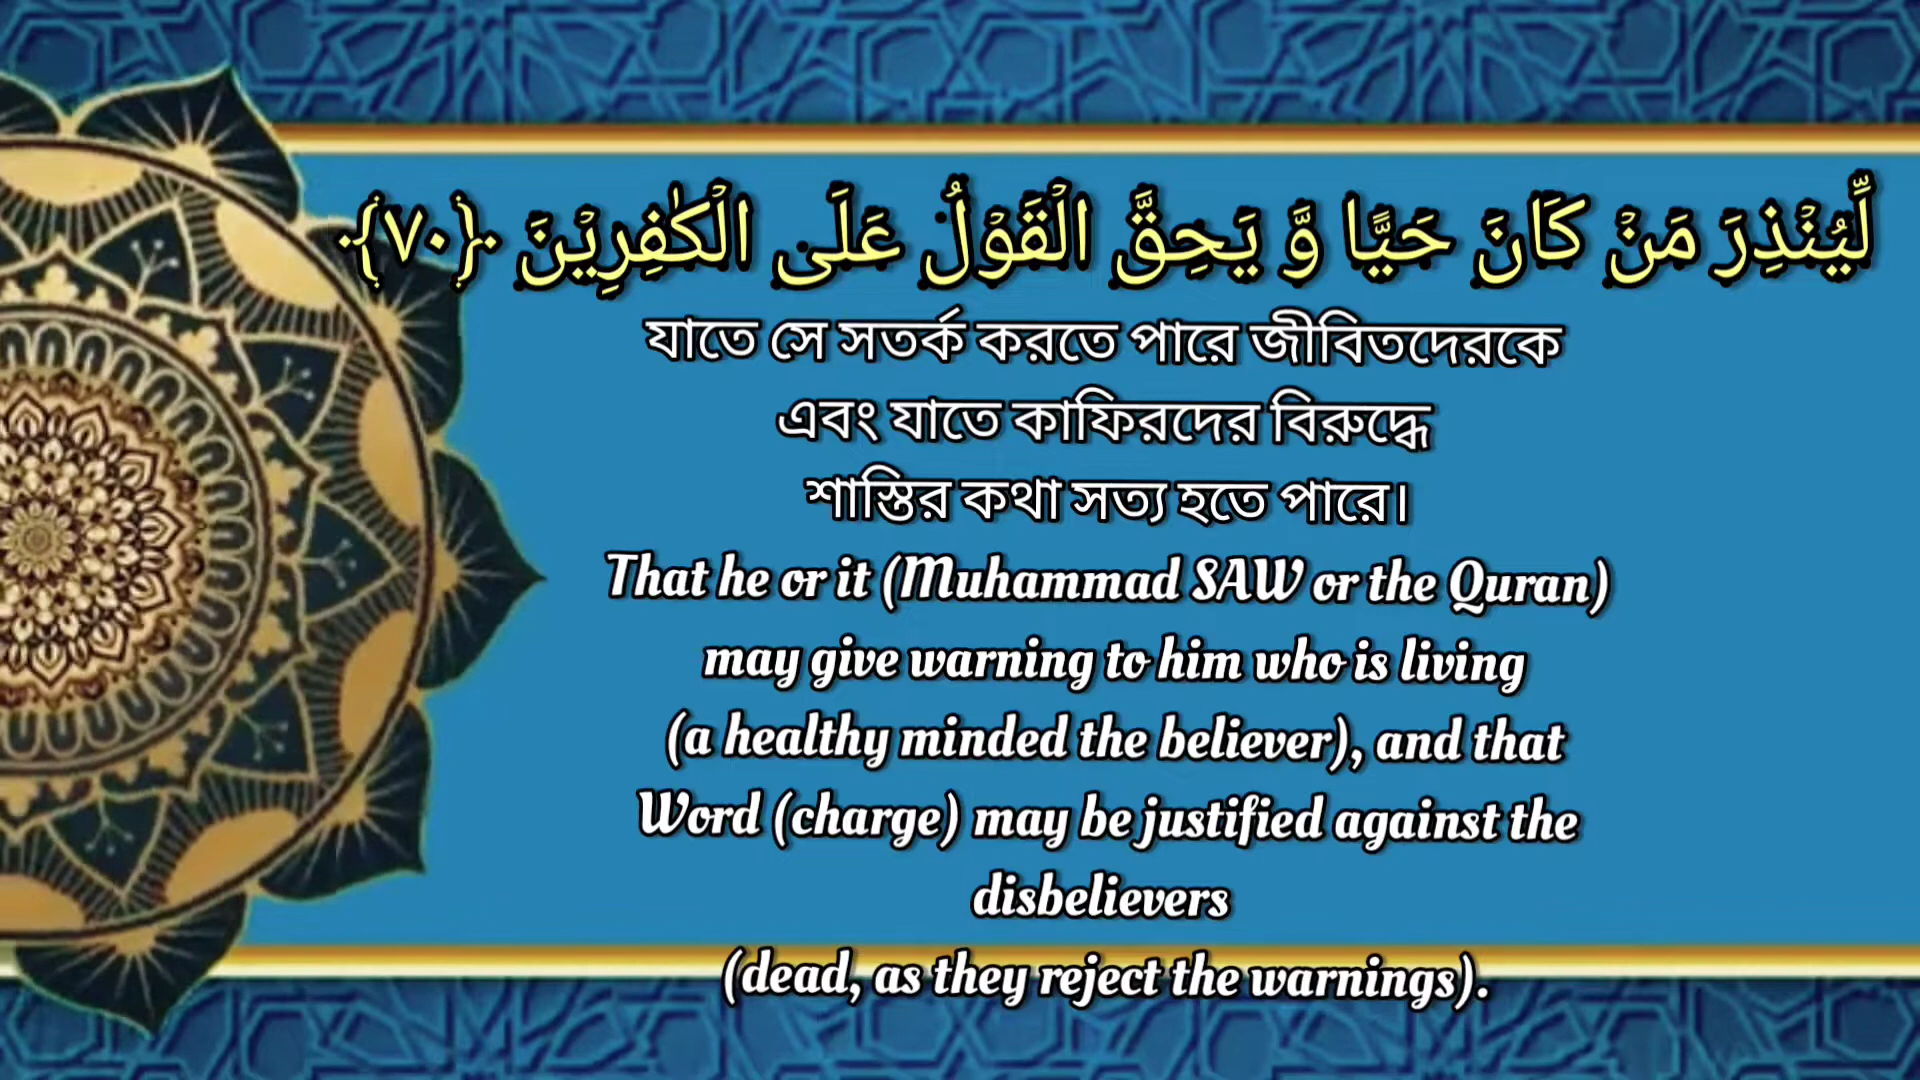 لِّیُنْذِرَ مَنْ كَانَ حَیًّا وَّ یَحِقَّ الْقَوْلُ عَلَی الْكٰفِرِیْنَ ﴿۷۰﴾
যাতে সে সতর্ক করতে পারে জীবিতদেরকে
এবং যাতে কাফিরদের বিরুদ্ধে
শাস্তির কথা সত্য হতে পারে।
That he or it (Muhammad SAW or the Quran)
may give warning to him who is living
(a healthy minded the believer), and that
Word (charge) may be justified against the
disbelievers
(dead, as they reject the warnings).